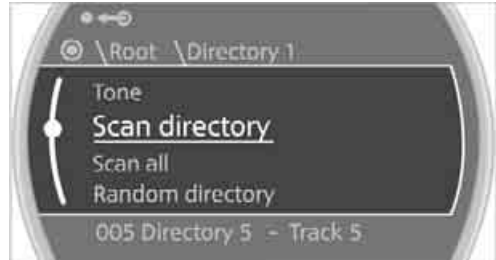 \Root \Directory 1
Tone
Scan directory
Scan all
Random directory
005 Directory 5 - Track 5